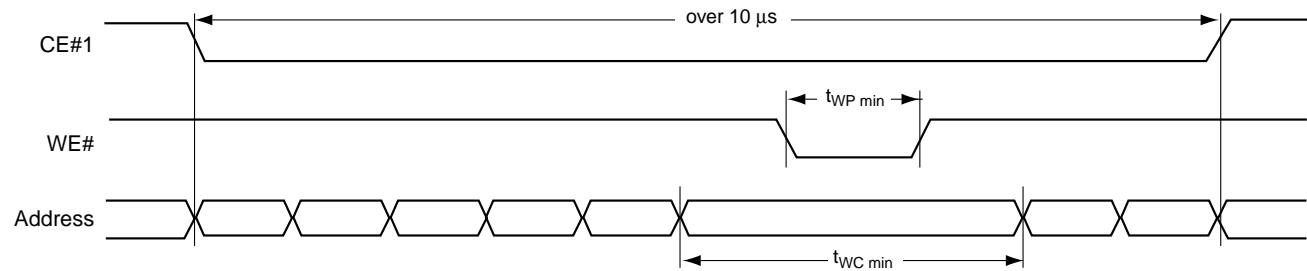 over 10 μs
CE#1
tWP min
WE#
Address
tWC min